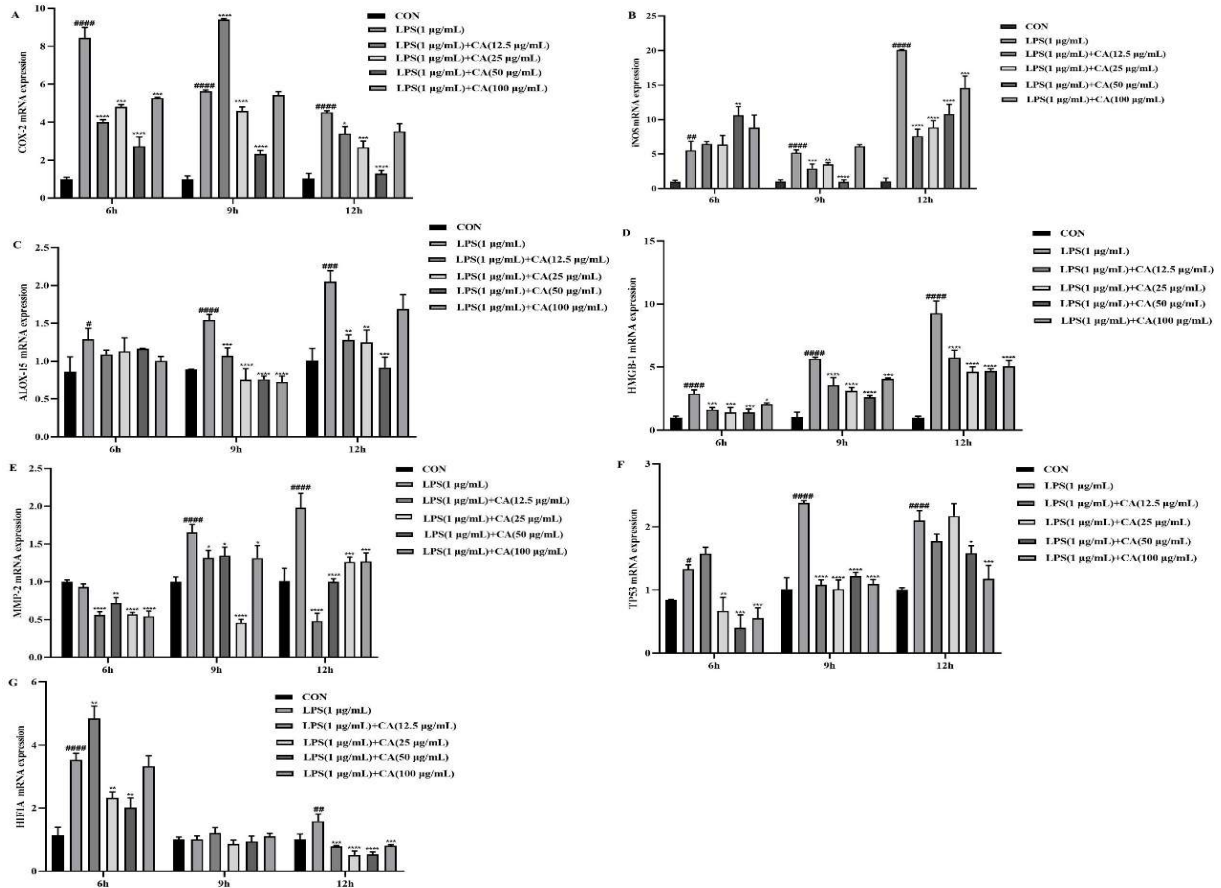 A
COX-2 mRNA expression
10
8
6
4
2
0
####
****
***
****
***
####
****
****
****
####
*
***
****
6h
9h
12h
CON
LPS(1 µg/mL)
LPS(1 µg/mL)+CA(12.5 µg/mL)
LPS(1 µg/mL)+CA(25 µg/mL)
LPS(1 µg/mL)+CA(50 µg/mL)
LPS(1 µg/mL)+CA(100 µg/mL)
B
iNOS mRNA expression
25
20
15
10
5
0
##
**
####
***
**
****
####
****
****
****
***
6h
9h
12h
CON
LPS(1 µg/mL)
LPS(1 µg/mL)+CA(12.5 µg/mL)
LPS(1 µg/mL)+CA(25 µg/mL)
LPS(1 µg/mL)+CA(50 µg/mL)
LPS(1 µg/mL)+CA(100 µg/mL)
C
ALOX-15 mRNA expression
2.5
2.0
1.5
1.0
0.5
0.0
#
####
***
****
****
****
###
**
**
***
6h
9h
12h
CON
LPS(1 µg/mL)
LPS(1 µg/mL)+CA(12.5 µg/mL)
LPS(1 µg/mL)+CA(25 µg/mL)
LPS(1 µg/mL)+CA(50 µg/mL)
LPS(1 µg/mL)+CA(100 µg/mL)
D
HMGB-1 mRNA expression
15
10
5
0
####
***
***
***
*
####
****
****
****
***
####
****
****
****
****
6h
9h
12h
CON
LPS(1 µg/mL)
LPS(1 µg/mL)+CA(12.5 µg/mL)
LPS(1 µg/mL)+CA(25 µg/mL)
LPS(1 µg/mL)+CA(50 µg/mL)
LPS(1 µg/mL)+CA(100 µg/mL)
E
MMP-2 mRNA expression
2.5
2.0
1.5
1.0
0.5
0.0
****
**
****
****
####
*
*
****
*
####
****
****
***
***
6h
9h
12h
CON
LPS(1 µg/mL)
LPS(1 µg/mL)+CA(12.5 µg/mL)
LPS(1 µg/mL)+CA(25 µg/mL)
LPS(1 µg/mL)+CA(50 µg/mL)
LPS(1 µg/mL)+CA(100 µg/mL)
F
TP53 mRNA expression
3
2
1
0
#
**
***
***
####
****
****
****
****
####
*
***
6h
9h
12h
CON
LPS(1 µg/mL)
LPS(1 µg/mL)+CA(12.5 µg/mL)
LPS(1 µg/mL)+CA(25 µg/mL)
LPS(1 µg/mL)+CA(50 µg/mL)
LPS(1 µg/mL)+CA(100 µg/mL)
G
HIF1A mRNA expression
6
4
2
0
####
**
**
**
##
***
****
****
***
6h
9h
12h
CON
LPS(1 µg/mL)
LPS(1 µg/mL)+CA(12.5 µg/mL)
LPS(1 µg/mL)+CA(25 µg/mL)
LPS(1 µg/mL)+CA(50 µg/mL)
LPS(1 µg/mL)+CA(100 µg/mL)